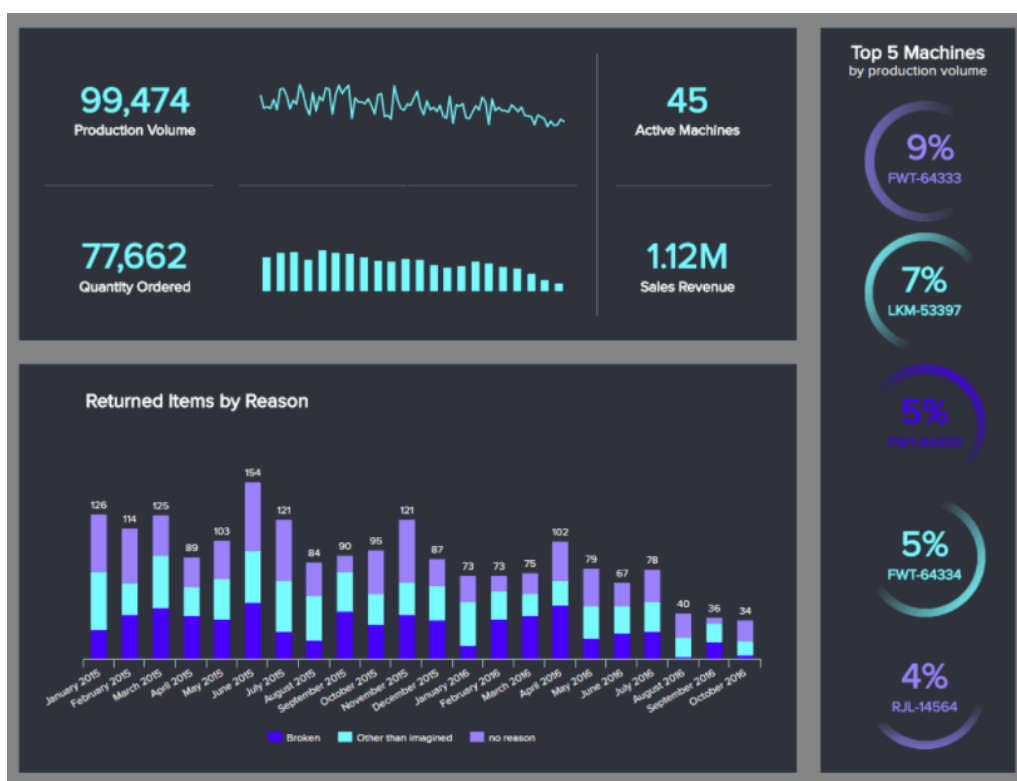 99,474
Production Volume
45
Active Machines
77,662
Quantity Ordered
1.12M
Sales Revenue
Top 5 Machines
by production volume
9%
FWT-64333
7%
LKM-53397
5%
FWT-64323
5%
FWT-64334
4%
RJL-14564
Returned Items by Reason
126
114
125
89
103
154
121
84
90
95
121
87
73
73
75
102
79
67
78
40
36
34
January 2015
February 2015
March 2015
April 2015
May 2015
June 2015
July 2015
August 2015
September 2015
October 2015
November 2015
December 2015
January 2016
February 2016
March 2016
April 2016
May 2016
June 2016
July 2016
August 2016
September 2016
October 2016
Broken
Other than imagined
no reason